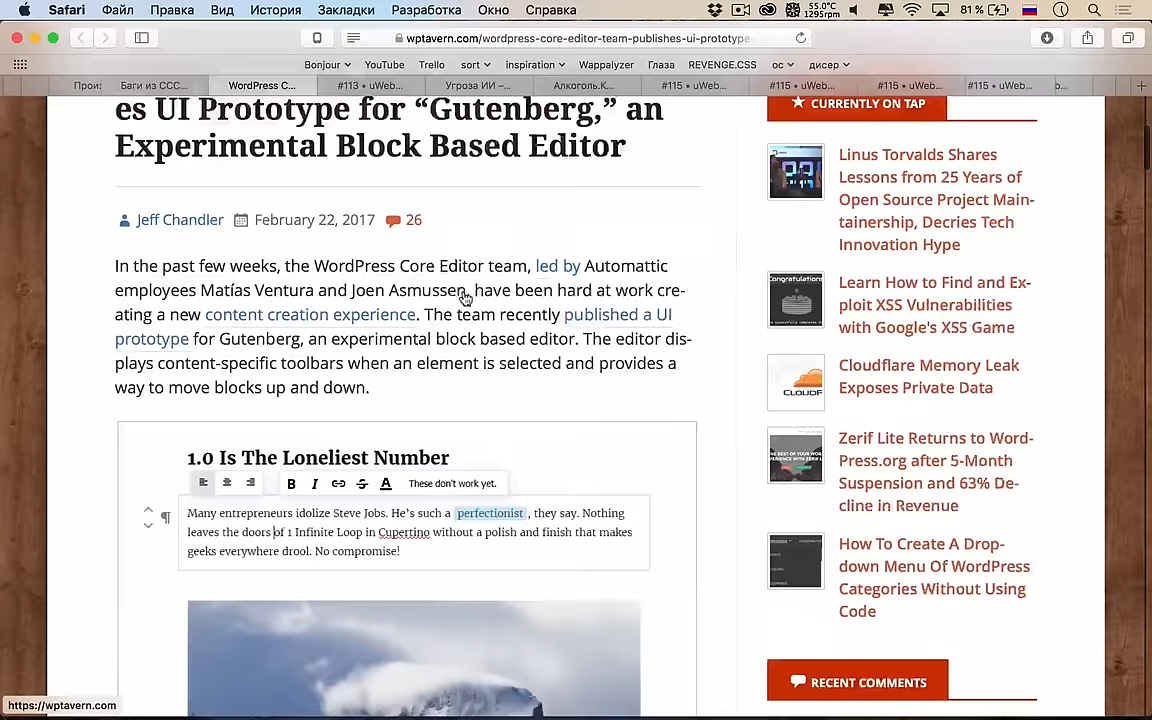 Safari Файл Правка Вид История Закладки Разработка Окно Справка 55.0°C 1295rpm 81 %
wptavern.com/wordpress-core-editor-team-publishes-ui-prototype
Bonjour YouTube Trello sort inspiration Wappalyzer Глаза REVENGE.CSS ос дисер
Произ Баги из ССС... WordPress C... #113 • uWeb... Угроза ИИ –... Алкоголь.К... #115 • uWeb... #115 • uWeb... #115 • uWeb... #115 • uWeb...
es UI Prototype for “Gutenberg,” an
Experimental Block Based Editor
Jeff Chandler February 22, 2017 26
In the past few weeks, the WordPress Core Editor team, led by Automattic
employees Matías Ventura and Joen Asmussen, have been hard at work cre-
ating a new content creation experience. The team recently published a UI
prototype for Gutenberg, an experimental block based editor. The editor dis-
plays content-specific toolbars when an element is selected and provides a
way to move blocks up and down.
1.0 Is The Loneliest Number
B I S A These don't work yet.
Many entrepreneurs idolize Steve Jobs. He's such a perfectionist, they say. Nothing
leaves the doors of 1 Infinite Loop in Cupertino without a polish and finish that makes
geeks everywhere drool. No compromise!
CURRENTLY ON TAP
Linus Torvalds Shares
Lessons from 25 Years of
Open Source Project Main-
tainership, Decries Tech
Innovation Hype
Congratulations
Learn How to Find and Ex-
ploit XSS Vulnerabilities
with Google's XSS Game
CLOUDF
Cloudflare Memory Leak
Exposes Private Data
Zerif Lite Returns to Word-
Press.org after 5-Month
Suspension and 63% De-
cline in Revenue
How To Create A Drop-
down Menu Of WordPress
Categories Without Using
Code
RECENT COMMENTS
https://wptavern.com